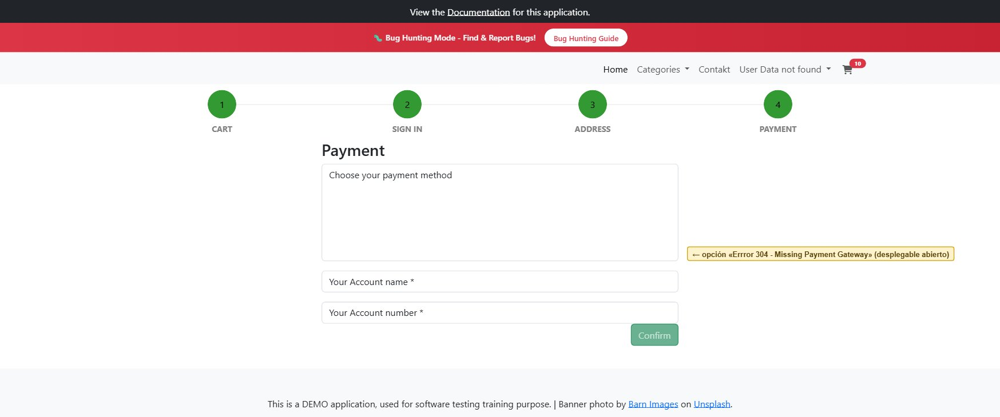 View the Documentation for this application.
Bug Hunting Mode - Find & Report Bugs! Bug Hunting Guide
Home Categories Contakt User Data not found 10
1 2 3 4
CART SIGN IN ADDRESS PAYMENT
Payment
Choose your payment method
← opción «Errror 304 - Missing Payment Gateway» (desplegable abierto)
Your Account name *
Your Account number *
Confirm
This is a DEMO application, used for software testing training purpose. | Banner photo by Barn Images on Unsplash.